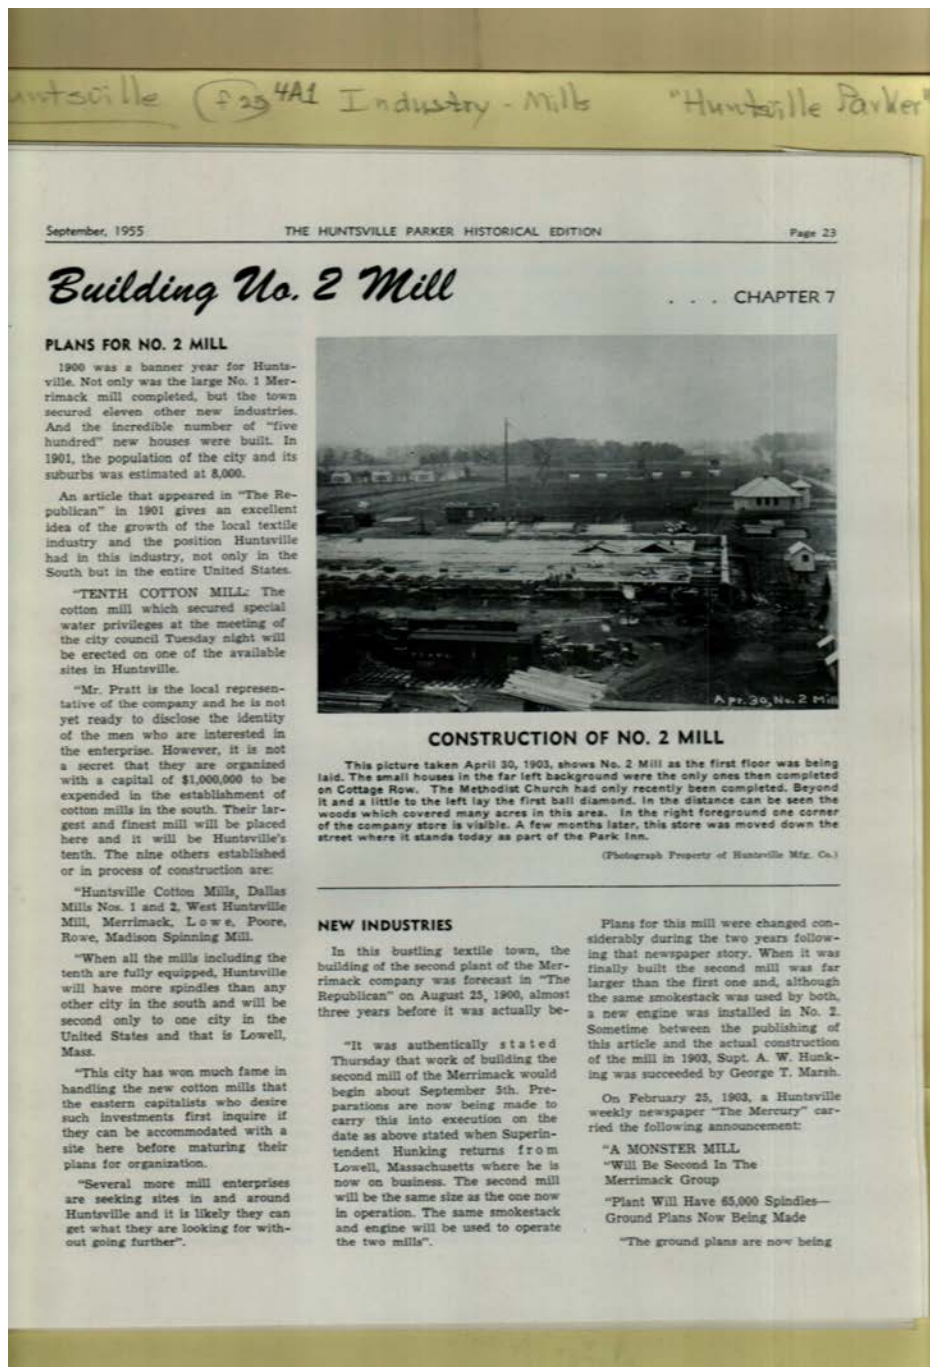 untsville (f 29 4A1 Industry - Mills "Huntsville Parker"
September, 1955 THE HUNTSVILLE PARKER HISTORICAL EDITION Page 23
Building No. 2 Mill
. . . CHAPTER 7
PLANS FOR NO. 2 MILL
1900 was a banner year for Hunts-
ville. Not only was the large No. 1 Mer-
rimack mill completed, but the town
secured eleven other new industries.
And the incredible number of "five
hundred" new houses were built. In
1901, the population of the city and its
suburbs was estimated at 8,000.
An article that appeared in "The Re-
publican" in 1901 gives an excellent
idea of the growth of the local textile
industry and the position Huntsville
had in this industry, not only in the
South but in the entire United States.
"TENTH COTTON MILL: The
cotton mill which secured special
water privileges at the meeting of
the city council Tuesday night will
be erected on one of the available
sites in Huntsville.
"Mr. Pratt is the local represen-
tative of the company and he is not
yet ready to disclose the identity
of the men who are interested in
the enterprise. However, it is not
a secret that they are organized
with a capital of $1,000,000 to be
expended in the establishment of
cotton mills in the south. Their lar-
gest and finest mill will be placed
here and it will be Huntsville's
tenth. The nine others established
or in process of construction are:
"Huntsville Cotton Mills, Dallas
Mills Nos. 1 and 2, West Huntsville
Mill, Merrimack, Lowe, Poore,
Rowe, Madison Spinning Mill.
"When all the mills including the
tenth are fully equipped, Huntsville
will have more spindles than any
other city in the south and will be
second only to one city in the
United States and that is Lowell,
Mass.
"This city has won much fame in
handling the new cotton mills that
the eastern capitalists who desire
such investments first inquire if
they can be accommodated with a
site here before maturing their
plans for organization.
"Several more mill enterprises
are seeking sites in and around
Huntsville and it is likely they can
get what they are looking for with-
out going further".
Apr. 30, No. 2 Mill
CONSTRUCTION OF NO. 2 MILL
This picture taken April 30, 1903, shows No. 2 Mill as the first floor was being
laid. The small houses in the far left background were the only ones then completed
on Cottage Row. The Methodist Church had only recently been completed. Beyond
it and a little to the left lay the first ball diamond. In the distance can be seen the
woods which covered many acres in this area. In the right foreground one corner
of the company store is visible. A few months later, this store was moved down the
street where it stands today as part of the Park Inn.
(Photograph Property of Huntsville Mfg. Co.)
NEW INDUSTRIES
In this bustling textile town, the
building of the second plant of the Mer-
rimack company was forecast in "The
Republican" on August 25, 1900, almost
three years before it was actually be-
"It was authentically stated
Thursday that work of building the
second mill of the Merrimack would
begin about September 5th. Pre-
parations are now being made to
carry this into execution on the
date as above stated when Superin-
tendent Hunking returns from
Lowell, Massachusetts where he is
now on business. The second mill
will be the same size as the one now
in operation. The same smokestack
and engine will be used to operate
the two mills".
Plans for this mill were changed con-
siderably during the two years follow-
ing that newspaper story. When it was
finally built the second mill was far
larger than the first one and, although
the same smokestack was used by both,
a new engine was installed in No. 2.
Sometime between the publishing of
this article and the actual construction
of the mill in 1903, Supt. A. W. Hunk-
ing was succeeded by George T. Marsh.
On February 25, 1903, a Huntsville
weekly newspaper "The Mercury" car-
ried the following announcement:
"A MONSTER MILL
"Will Be Second In The
Merrimack Group
"Plant Will Have 65,000 Spindles—
Ground Plans Now Being Made
"The ground plans are now being